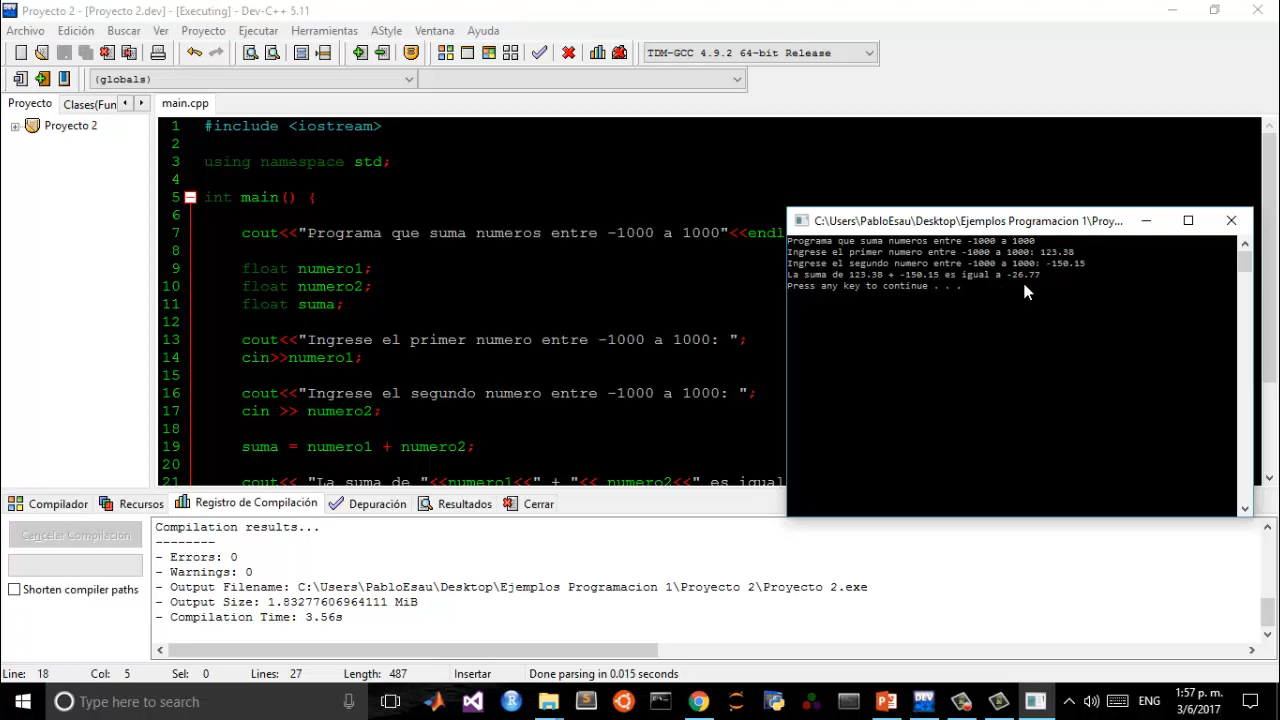 Proyecto 2 - [Proyecto 2.dev] - [Executing] - Dev-C++ 5.11
Archivo Edición Buscar Ver Proyecto Ejecutar Herramientas AStyle Ventana Ayuda
TDM-GCC 4.9.2 64-bit Release
(globals)
Proyecto Clases(Fun
main.cpp
Proyecto 2
1 #include <iostream>
2
3 using namespace std;
4
5 int main() {
6
7 cout<<"Programa que suma numeros entre -1000 a 1000"<<endl
8
9 float numero1;
10 float numero2;
11 float suma;
12
13 cout<<"Ingrese el primer numero entre -1000 a 1000: ";
14 cin>>numero1;
15
16 cout<<"Ingrese el segundo numero entre -1000 a 1000: ";
17 cin >> numero2;
18
19 suma = numero1 + numero2;
20
21 cout<< "La suma de "<<numero1<<" + "<< numero2<<" es igual
C:\Users\PabloEsau\Desktop\Ejemplos Programacion 1\Proy...
Programa que suma numeros entre -1000 a 1000
Ingrese el primer numero entre -1000 a 1000: 123.38
Ingrese el segundo numero entre -1000 a 1000: -150.15
La suma de 123.38 + -150.15 es igual a -26.77
Press any key to continue . . .
Compilador Recursos Registro de Compilación Depuración Resultados Cerrar
Cancelar Compilación
Shorten compiler paths
Compilation results...
--------
- Errors: 0
- Warnings: 0
- Output Filename: C:\Users\PabloEsau\Desktop\Ejemplos Programacion 1\Proyecto 2\Proyecto 2.exe
- Output Size: 1.83277606964111 MiB
- Compilation Time: 3.56s
Line: 18 Col: 5 Sel: 0 Lines: 27 Length: 487 Insertar Done parsing in 0.015 seconds
Type here to search
ENG
1:57 p. m.
3/6/2017